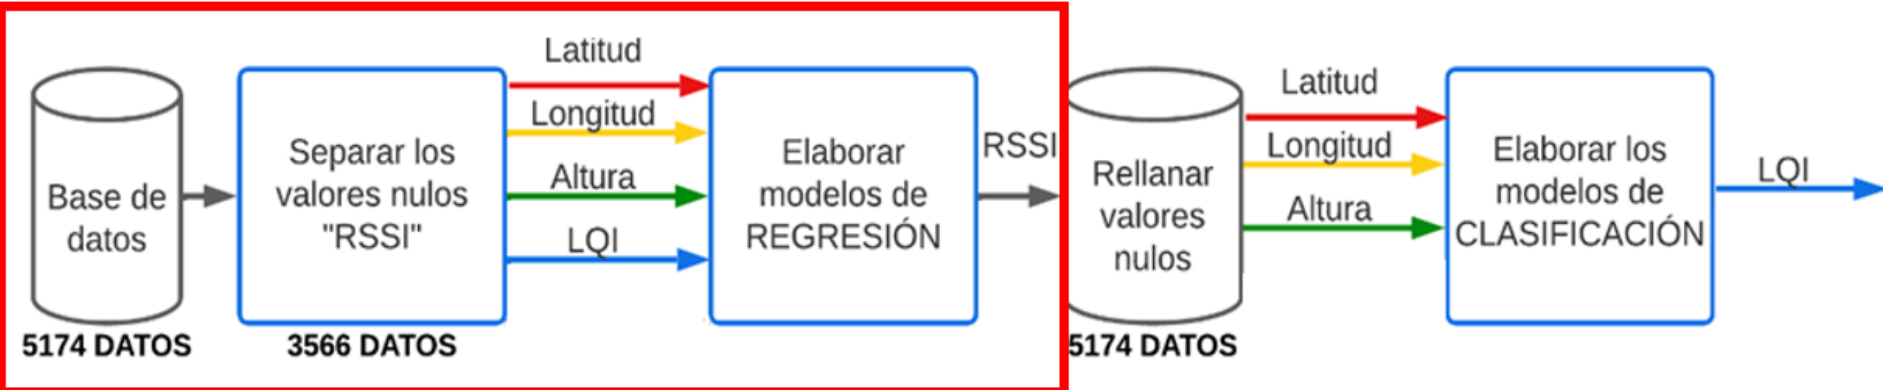 Base de
datos
5174 DATOS
Separar los
valores nulos
"RSSI"
3566 DATOS
Latitud
Longitud
Altura
LQI
Elaborar
modelos de
REGRESIÓN
RSSI
Rellanar
valores
nulos
5174 DATOS
Latitud
Longitud
Altura
Elaborar los
modelos de
CLASIFICACIÓN
LQI